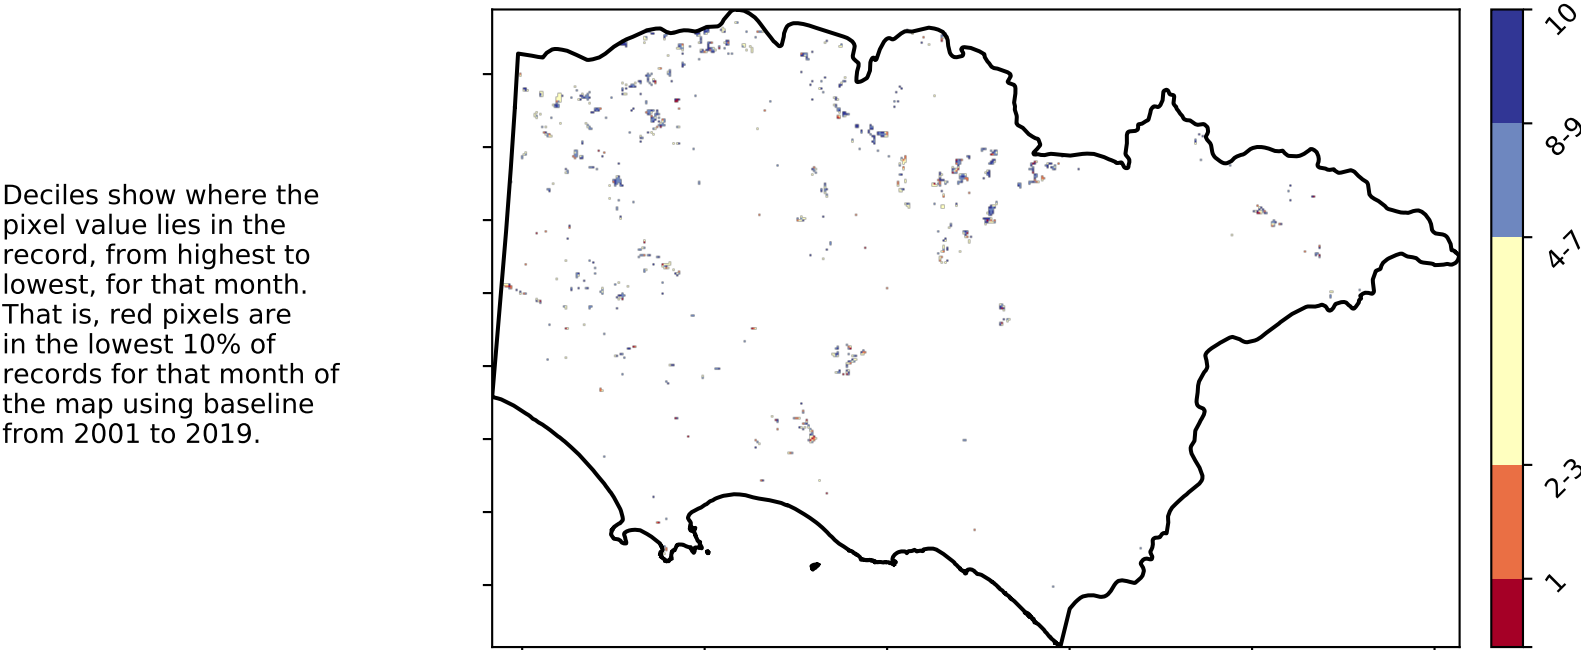 Deciles show where the
pixel value lies in the
record, from highest to
lowest, for that month.
That is, red pixels are
in the lowest 10% of
records for that month of
the map using baseline
from 2001 to 2019.
10
8-9
4-7
2-3
1